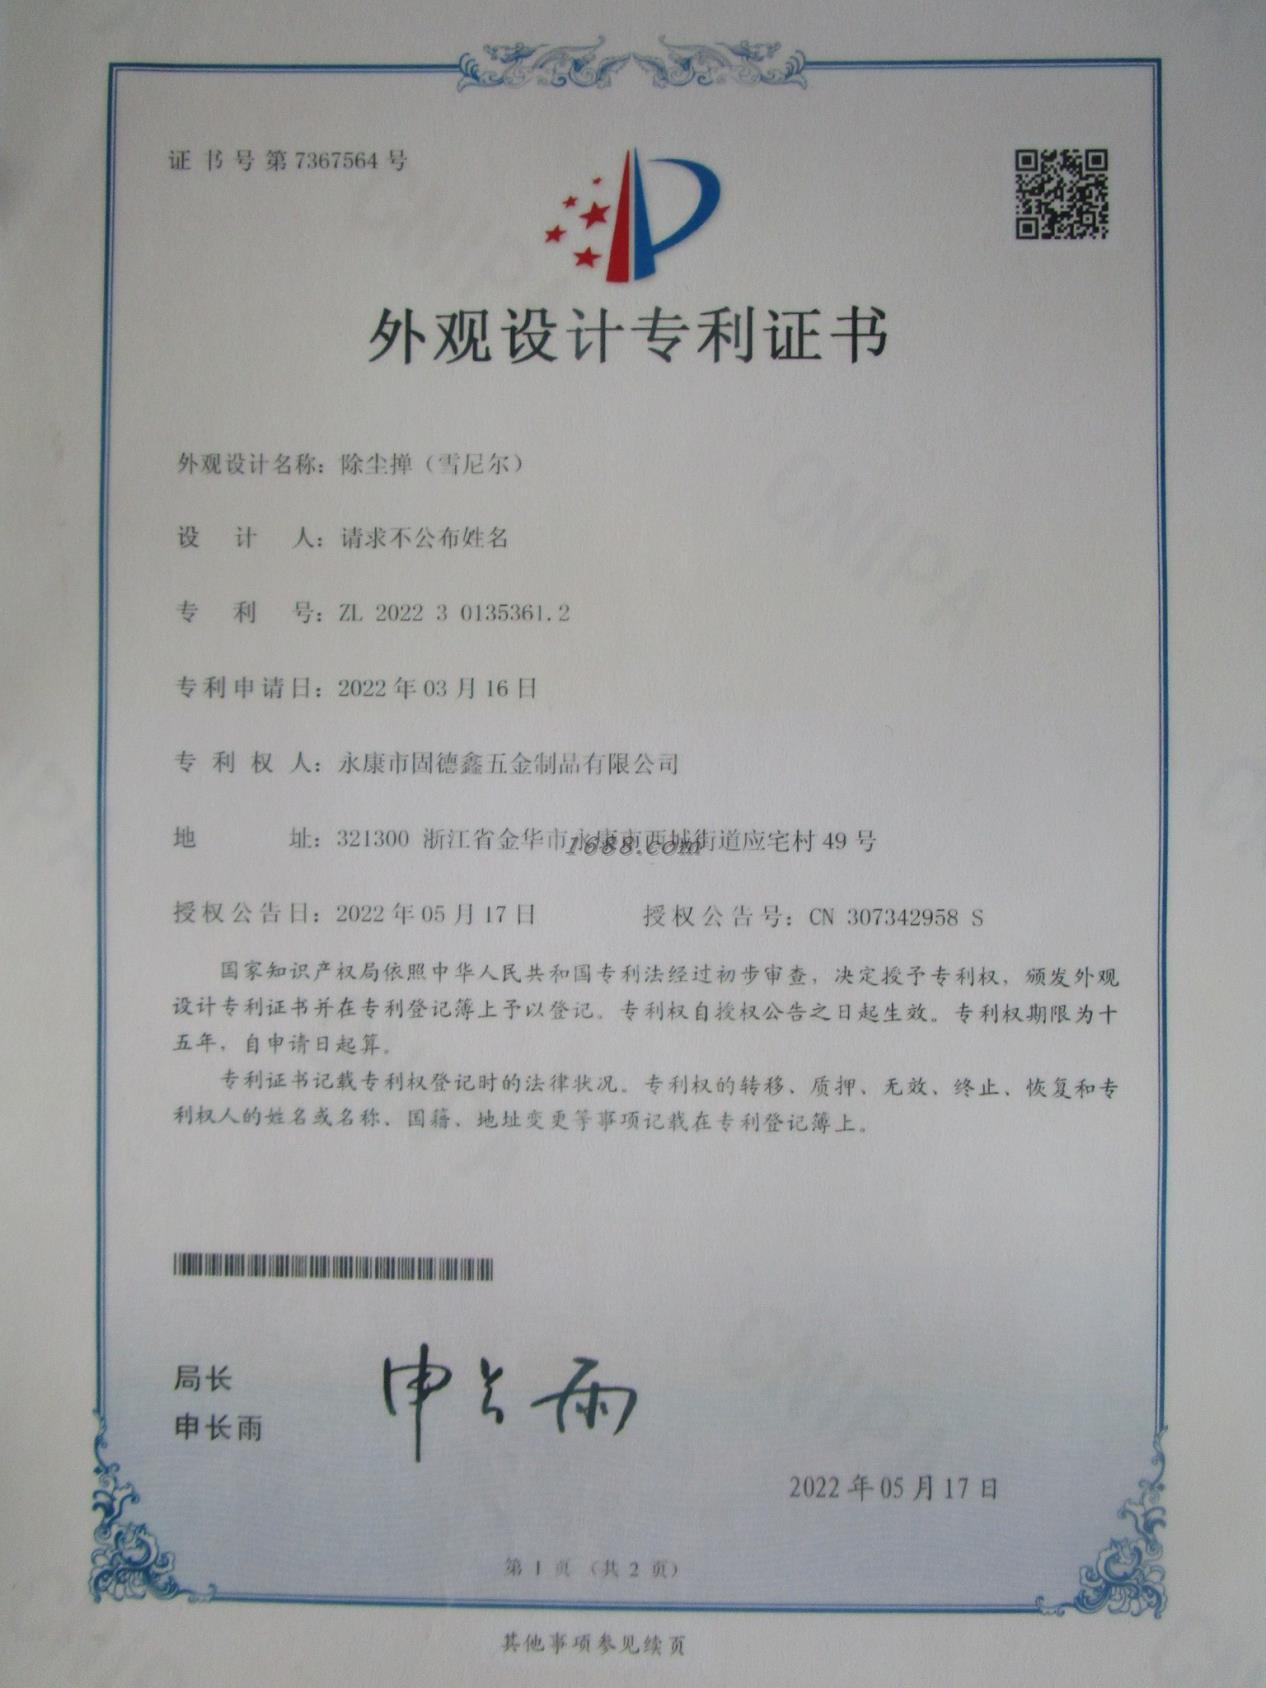 证书号第7367564号
外观设计专利证书
外观设计名称：除尘掸（雪尼尔）
设计人：请求不公布姓名
专利号：ZL 2022 3 0135361.2
专利申请日：2022年03月16日
专利权人：永康市固德鑫五金制品有限公司
地址：321300 浙江省金华市永康市西城街道应宅村49号
1688.com
授权公告日：2022年05月17日 授权公告号：CN 307342958 S
国家知识产权局依照中华人民共和国专利法经过初步审查，决定授予专利权，颁发外观
设计专利证书并在专利登记簿上予以登记。专利权自授权公告之日起生效。专利权期限为十
五年，自申请日起算。
专利证书记载专利权登记时的法律状况。专利权的转移、质押、无效、终止、恢复和专
利权人的姓名或名称、国籍、地址变更等事项记载在专利登记簿上。
局长
申长雨
申长雨
2022年05月17日
第1页（共2页）
其他事项参见续页